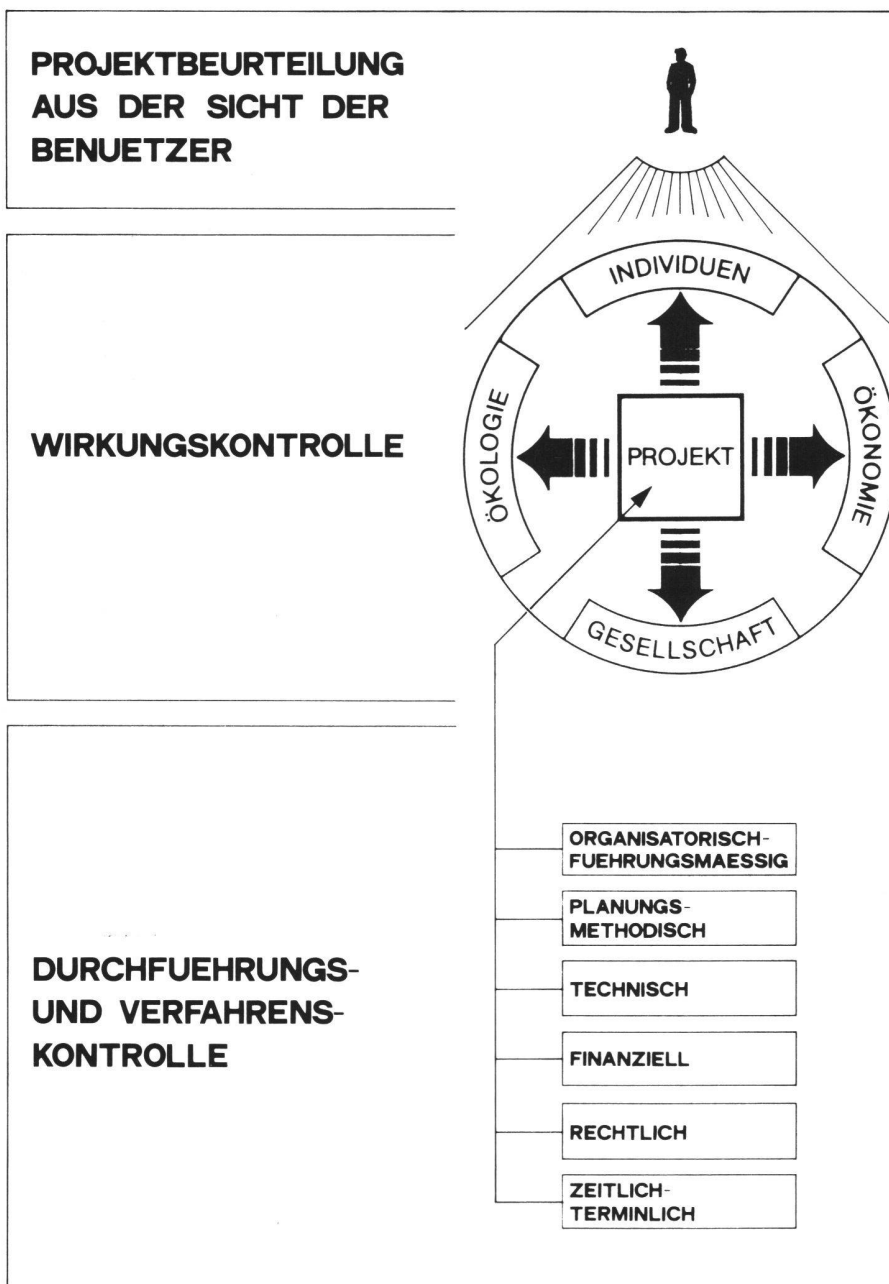 PROJEKTBEURTEILUNG
AUS DER SICHT DER
BENUETZER
WIRKUNGSKONTROLLE
INDIVIDUEN
ÖKOLOGIE
PROJEKT
ÖKONOMIE
GESELLSCHAFT
DURCHFUEHRUNGS-
UND VERFAHRENS-
KONTROLLE
ORGANISATORISCH-
FUEHRUNGSMAESSIG
PLANUNGS-
METHODISCH
TECHNISCH
FINANZIELL
RECHTLICH
ZEITLICH-
TERMINLICH